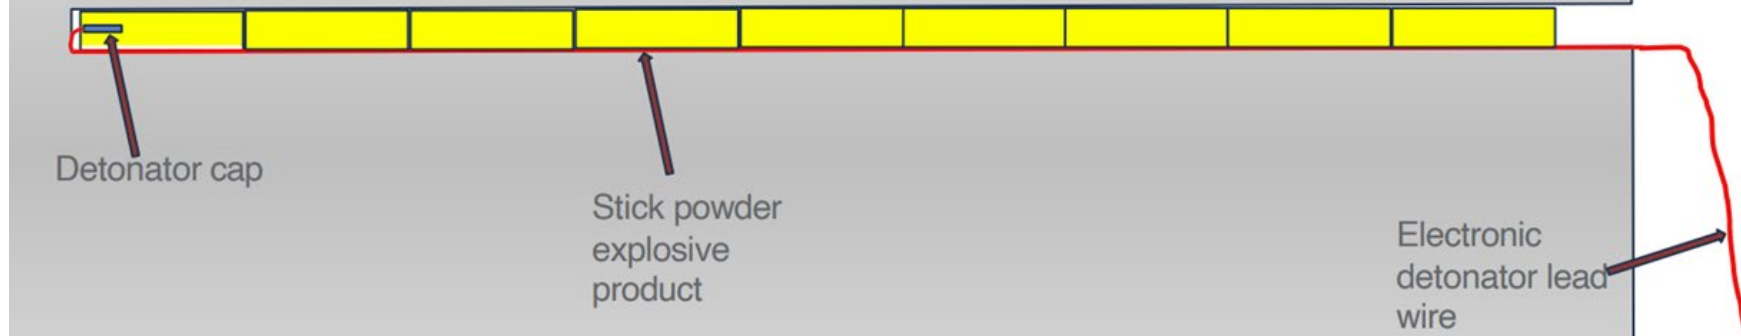 Detonator cap
Stick powder
explosive
product
Electronic
detonator lead
wire